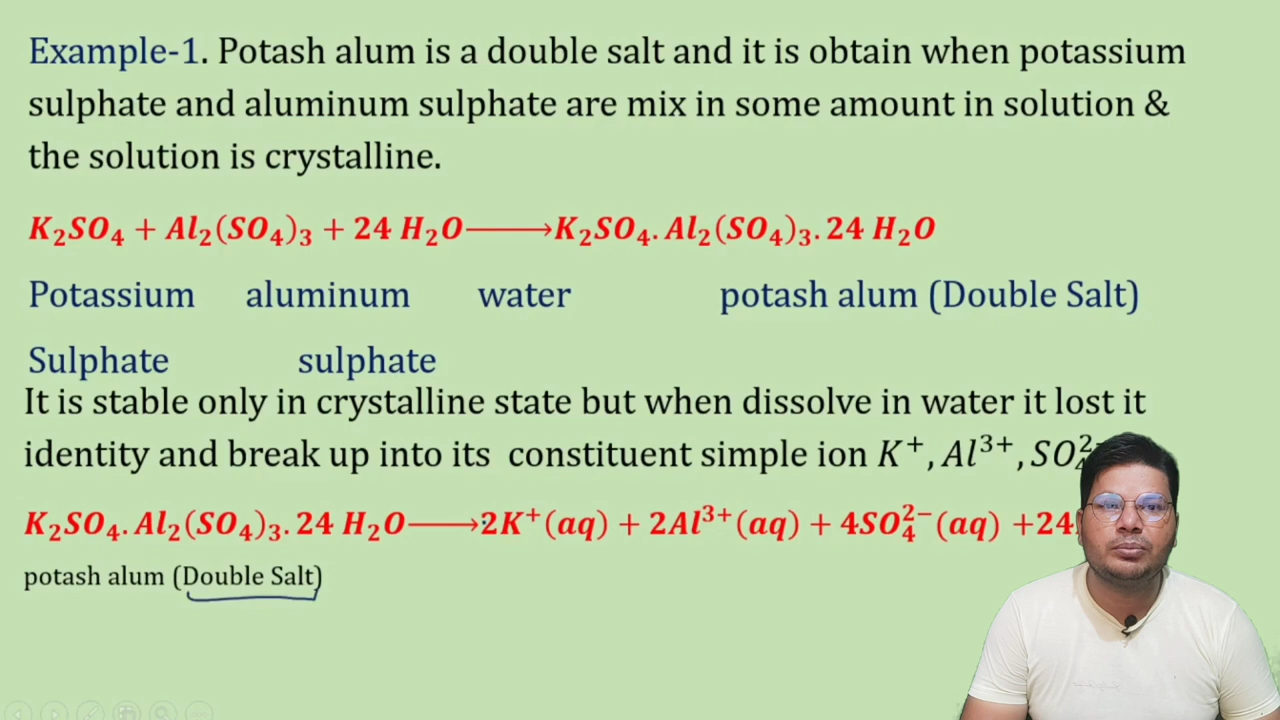 Example-1. Potash alum is a double salt and it is obtain when potassium
sulphate and aluminum sulphate are mix in some amount in solution &
the solution is crystalline.
K₂SO₄ + Al₂(SO₄)₃ + 24 H₂O⟶K₂SO₄. Al₂(SO₄)₃. 24 H₂O
Potassium aluminum water potash alum (Double Salt)
Sulphate sulphate
It is stable only in crystalline state but when dissolve in water it lost it
identity and break up into its constituent simple ion K⁺, Al³⁺, SO₄²⁻
K₂SO₄. Al₂(SO₄)₃. 24 H₂O⟶2K⁺(aq) + 2Al³⁺(aq) + 4SO₄²⁻(aq) +24
potash alum (Double Salt)